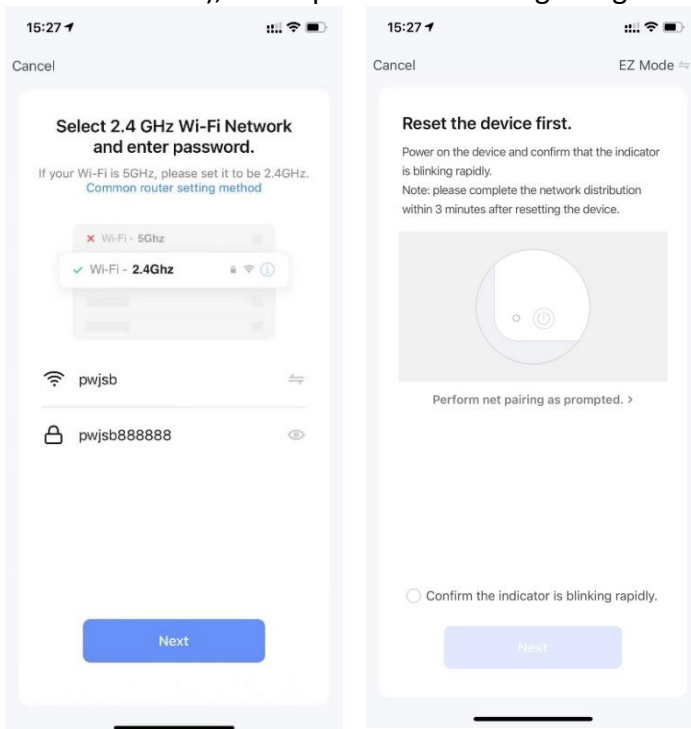 15:27
Cancel
Select 2.4 GHz Wi-Fi Network
and enter password.
If your Wi-Fi is 5GHz, please set it to be 2.4GHz.
Common router setting method
Wi-Fi - 5Ghz
Wi-Fi - 2.4Ghz
pwjsb
pwjsb888888
Next
15:27
Cancel
EZ Mode
Reset the device first.
Power on the device and confirm that the indicator
is blinking rapidly.
Note: please complete the network distribution
within 3 minutes after resetting the device.
Perform net pairing as prompted. >
Confirm the indicator is blinking rapidly.
Next